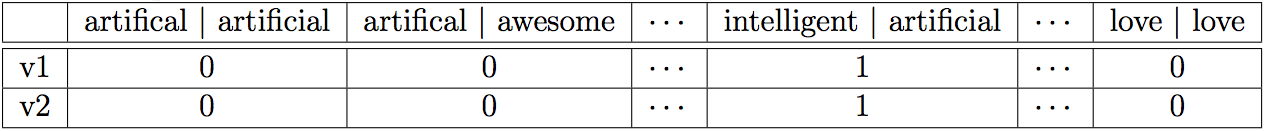 artifical | artificial artifical | awesome ··· intelligent | artificial ··· love | love
v1 0 0 ··· 1 ··· 0
v2 0 0 ··· 1 ··· 0